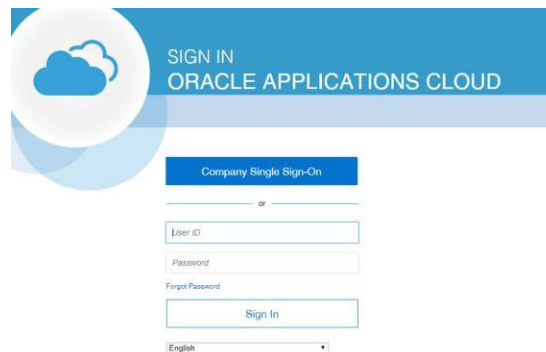 SIGN IN
ORACLE APPLICATIONS CLOUD
Company Single Sign-On
or
User ID
Password
Forgot Password
Sign In
English